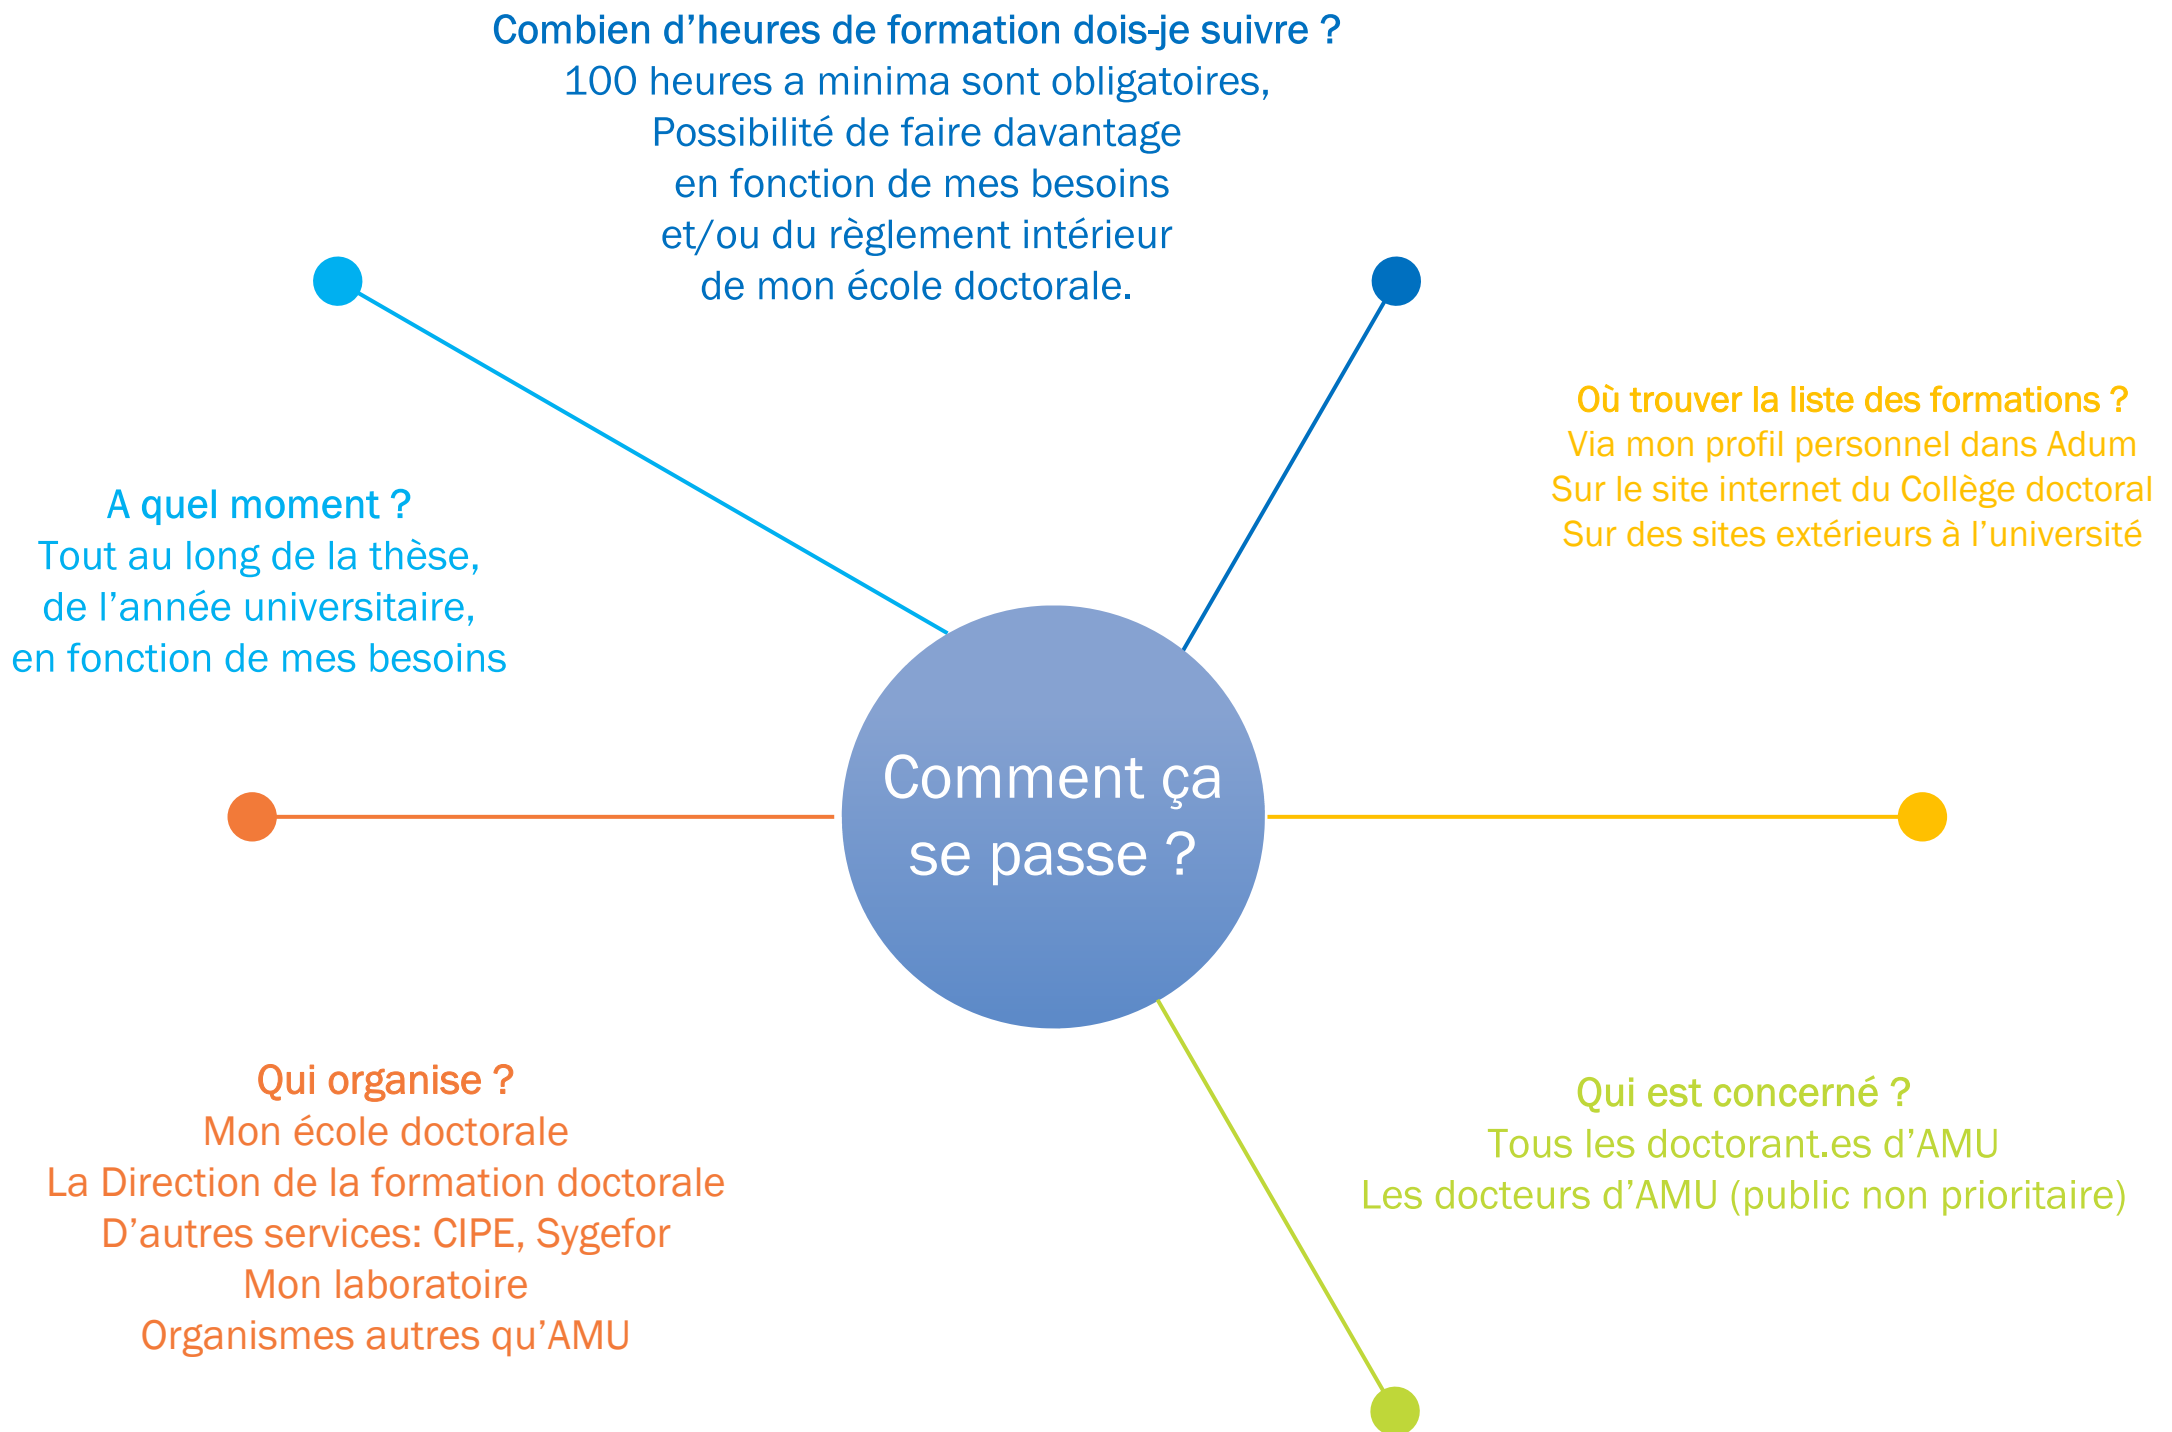 Combien d’heures de formation dois-je suivre ?
100 heures a minima sont obligatoires,
Possibilité de faire davantage
en fonction de mes besoins
et/ou du règlement intérieur
de mon école doctorale.
Où trouver la liste des formations ?
Via mon profil personnel dans Adum
Sur le site internet du Collège doctoral
Sur des sites extérieurs à l’université
A quel moment ?
Tout au long de la thèse,
de l’année universitaire,
en fonction de mes besoins
Comment ça
se passe ?
Qui organise ?
Mon école doctorale
La Direction de la formation doctorale
D’autres services: CIPE, Sygefor
Mon laboratoire
Organismes autres qu’AMU
Qui est concerné ?
Tous les doctorant.es d’AMU
Les docteurs d’AMU (public non prioritaire)